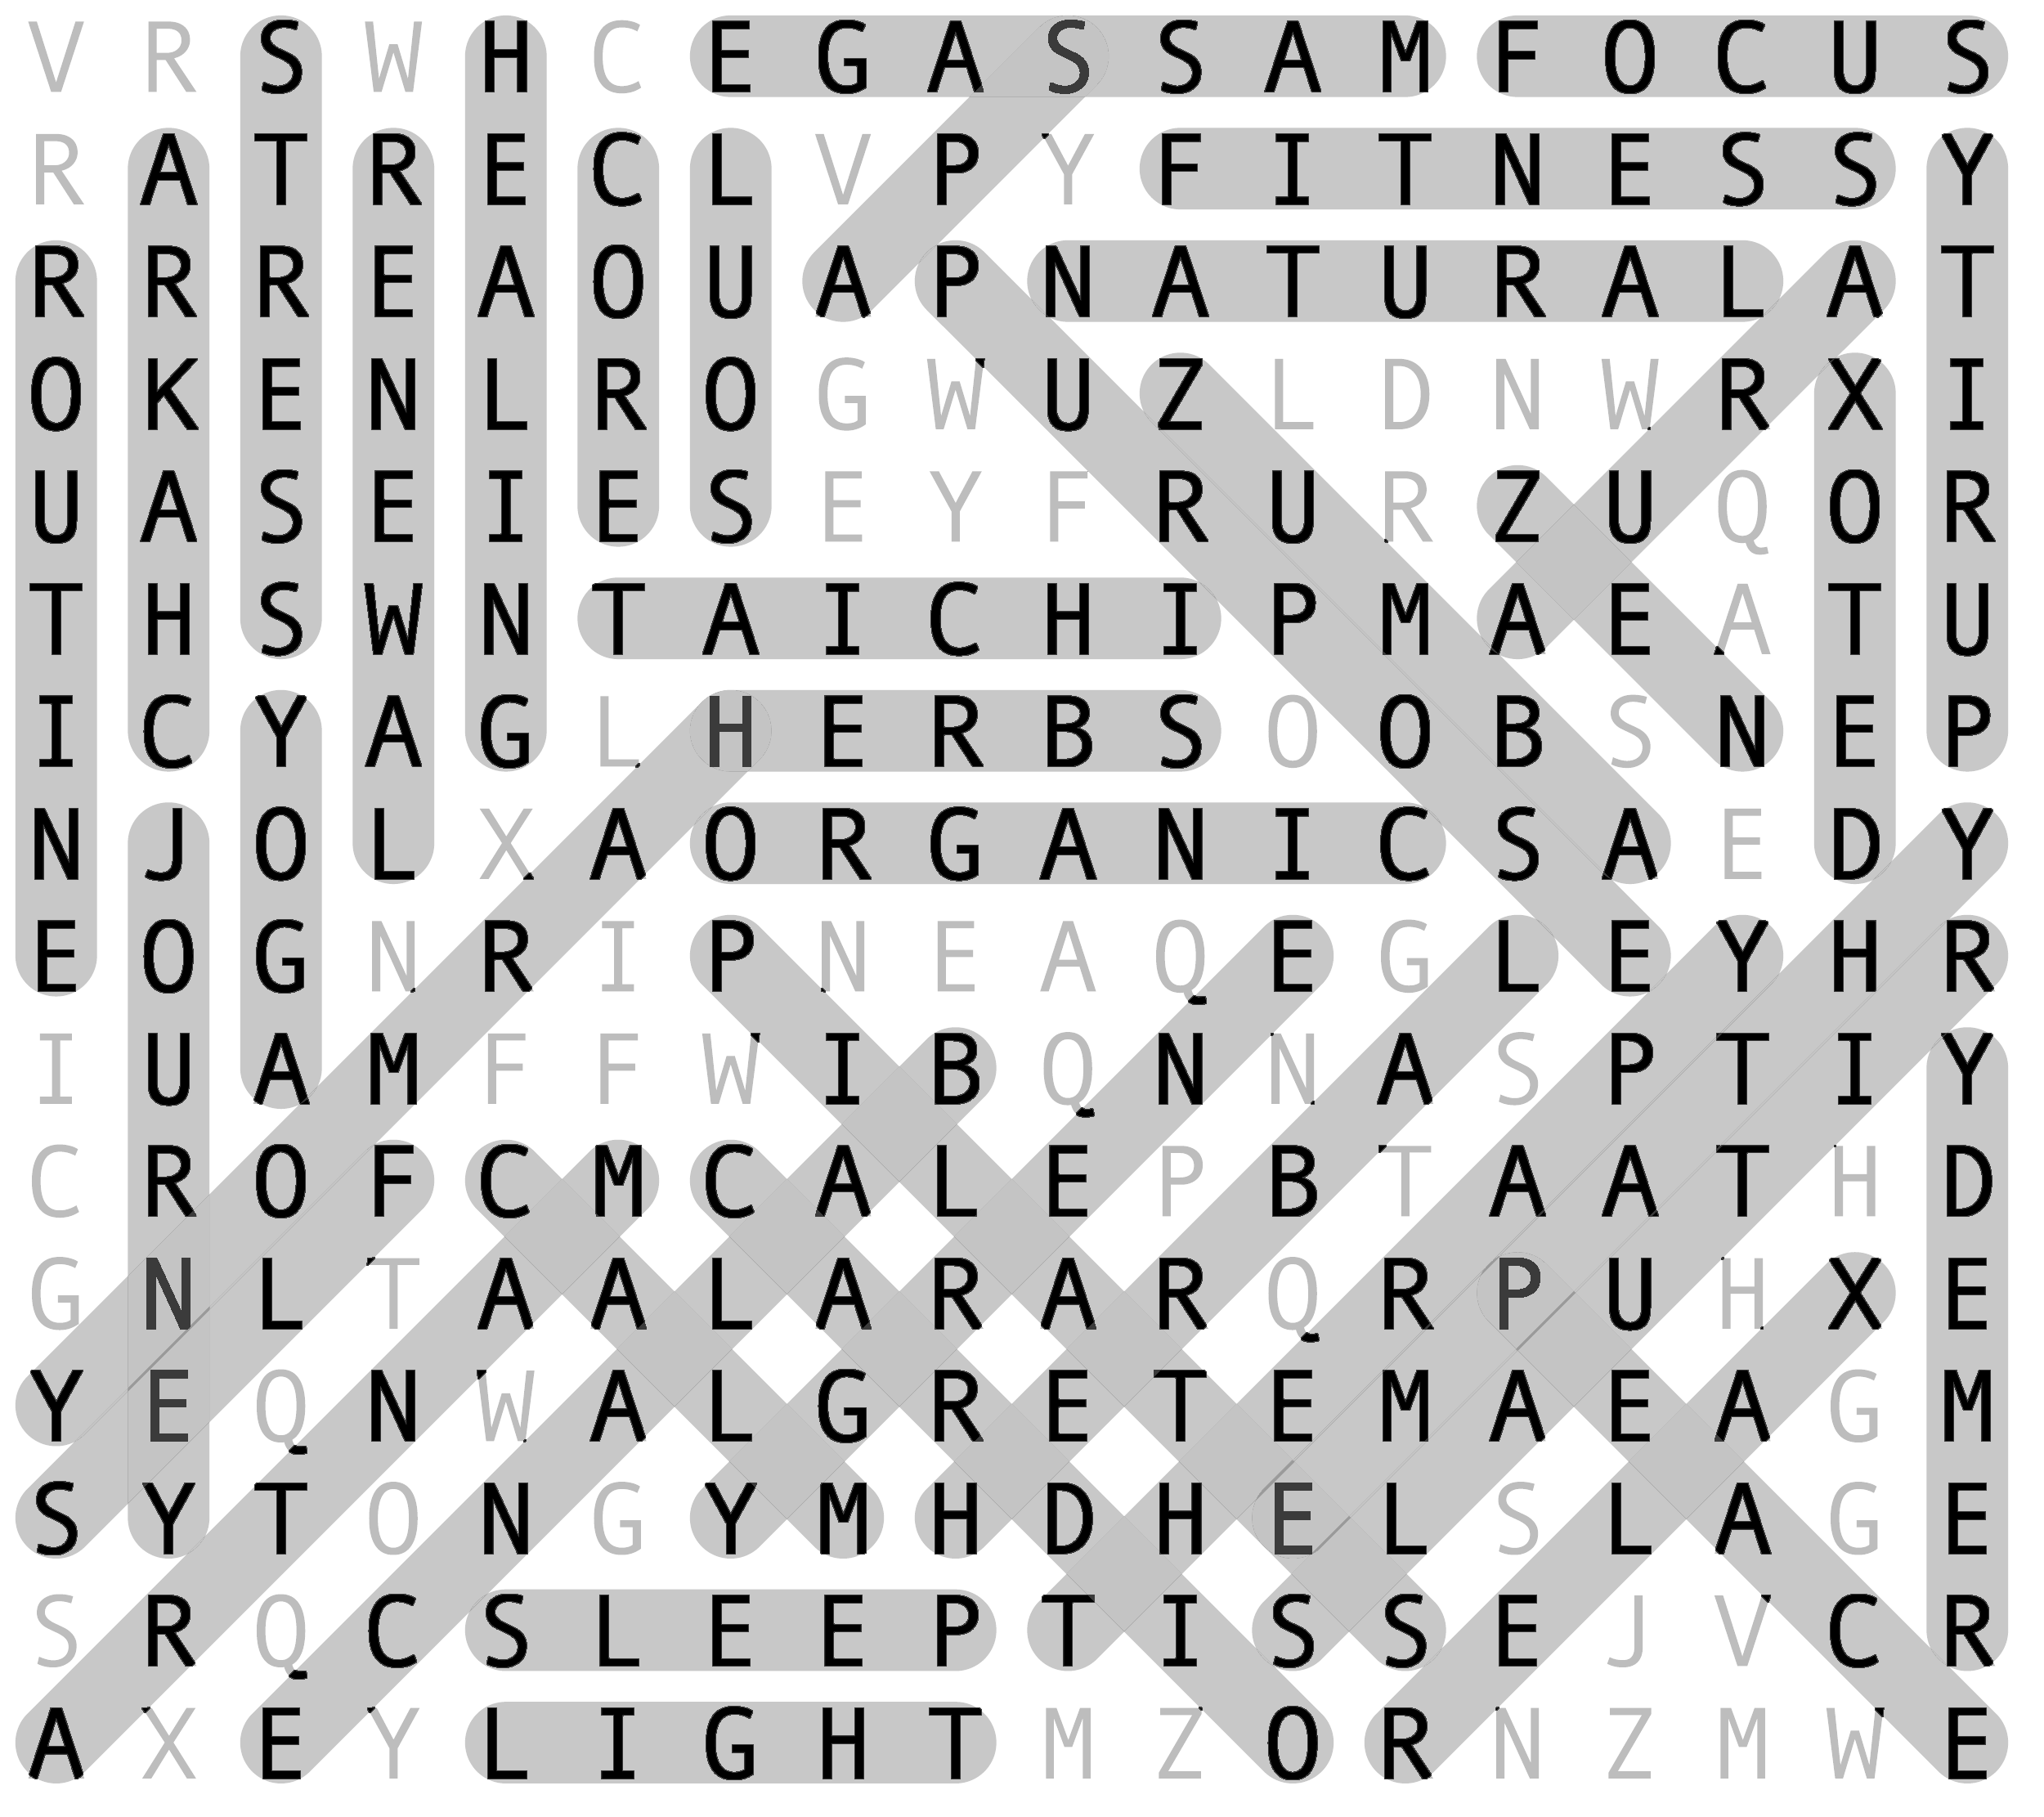 V R S W H C E G A S S A M F O C U S
R A T R E C L V P Y F I T N E S S Y
R R R E A O U A P N A T U R A L A T
O K E N L R O G W U Z L D N W R X I
U A S E I E S E Y F R U R Z U Q O R
T H S W N T A I C H I P M A E A T U
I C Y A G L H E R B S O O B S N E P
N J O L X A O R G A N I C S A E D Y
E O G N R I P N E A Q E G L E Y H R
I U A M F F W I B Q N N A S P T I Y
C R O F C M C A L E P B T A A T H D
G N L T A A L A R A R Q R P U H X E
Y E Q N W A L G R E T E M A E A G M
S Y T O N G Y M H D H E L S L A G E
S R Q C S L E E P T I S S E J V C R
A X E Y L I G H T M Z O R N Z M W E